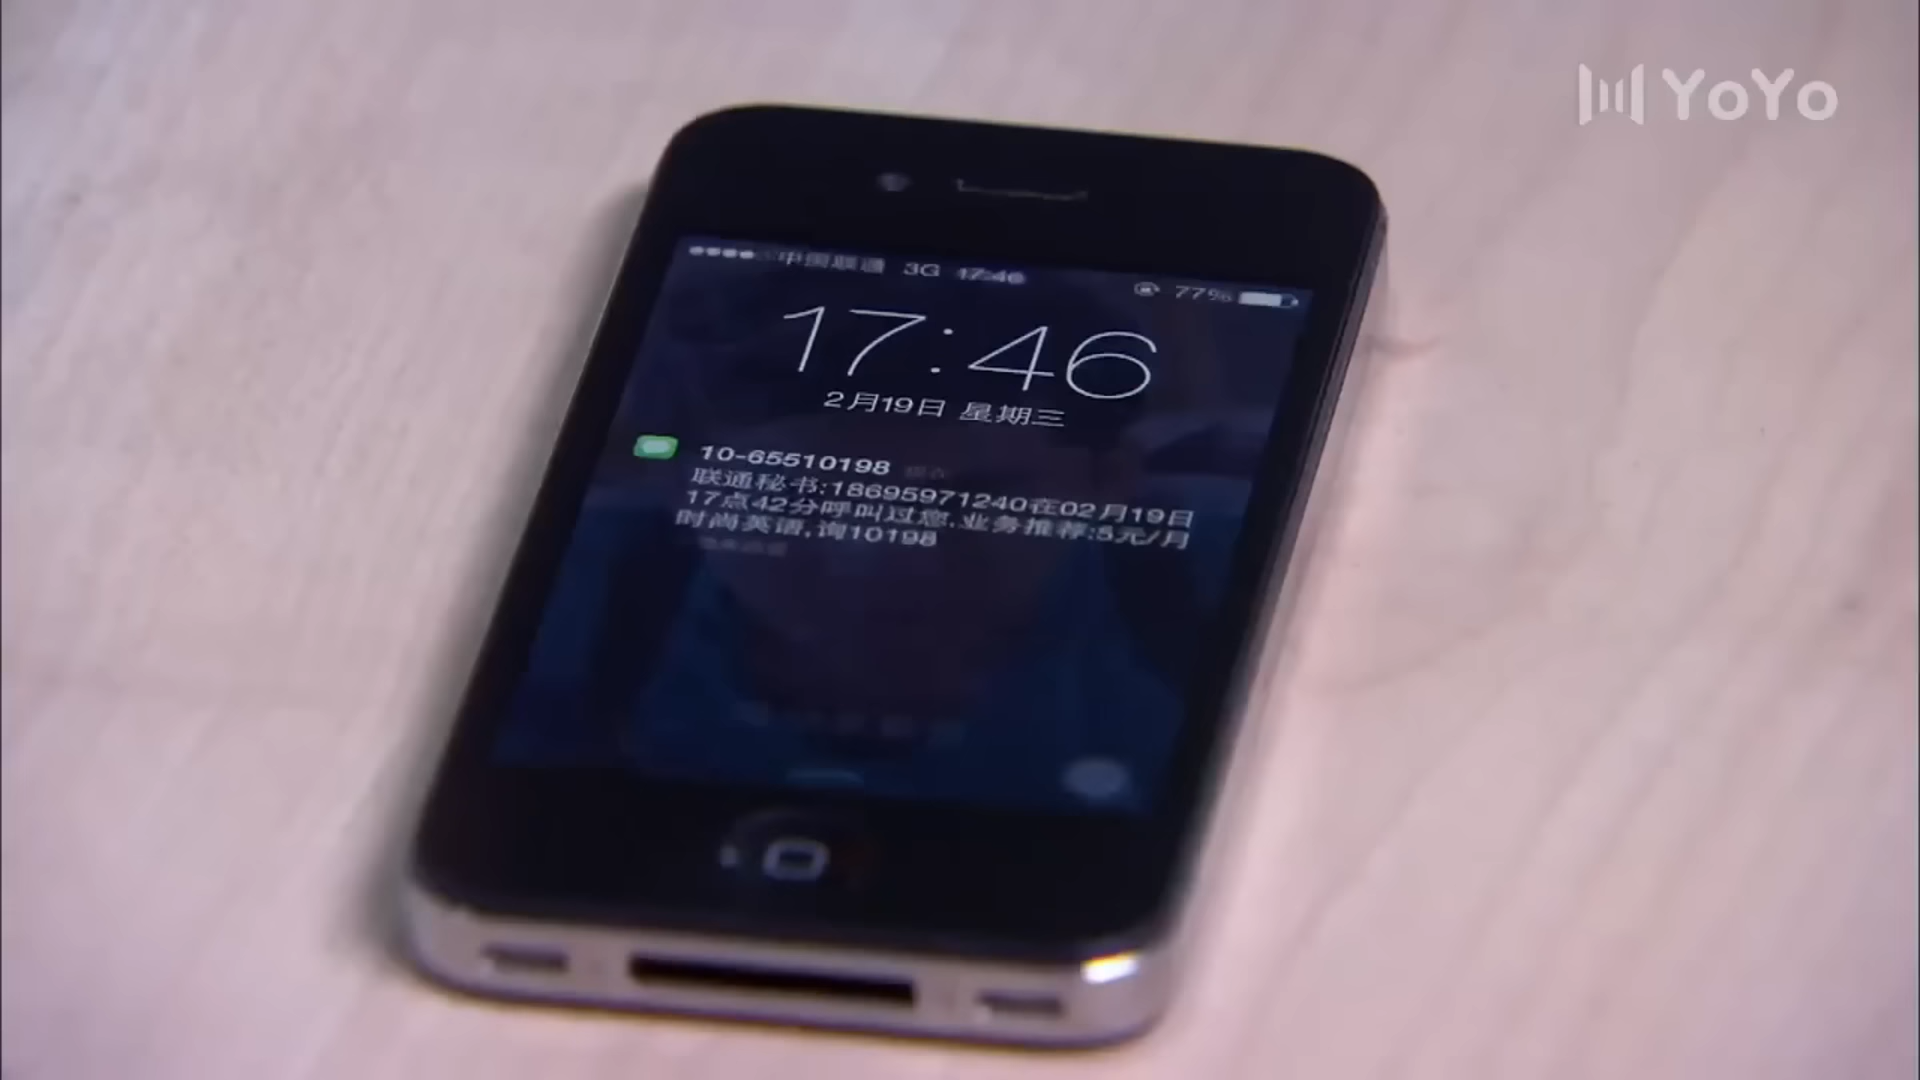 YoYo
中国联通 3G 17:46
77%
17:46
2月19日 星期三
10-65510198 现在
联通秘书:18695971240在02月19日
17点42分呼叫过您.业务推荐:5元/月
时尚英语,询10198